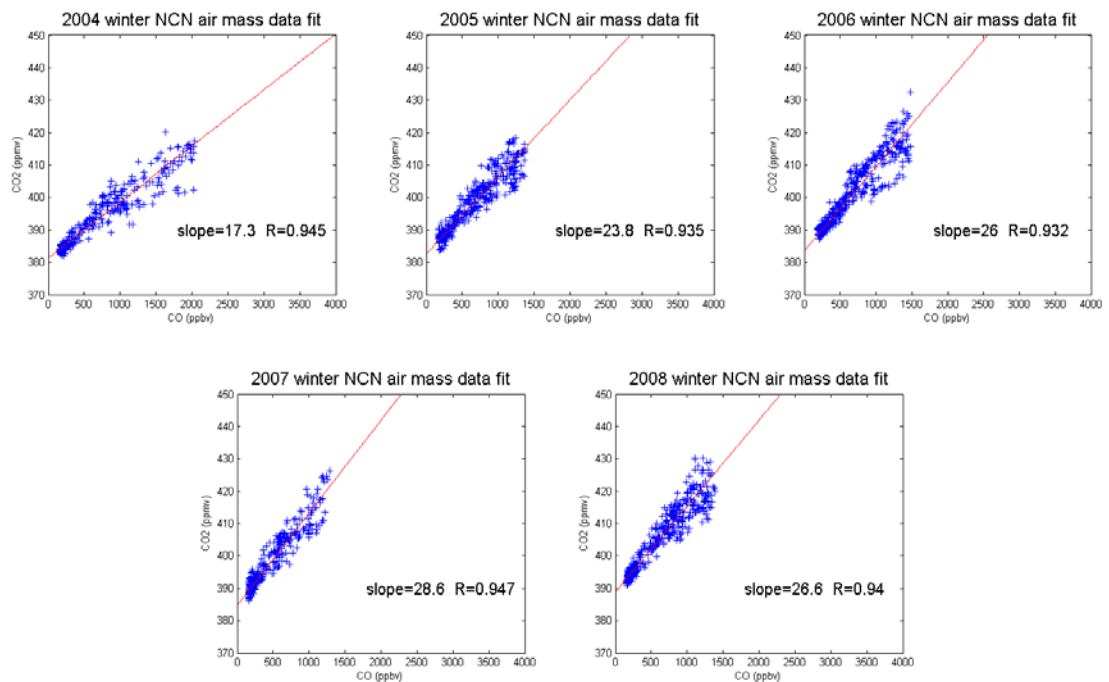 2004 winter NCN air mass data fit
450
440
430
420
410
400
390
380
370
CO2 (ppmv)
slope=17.3 R=0.945
0 500 1000 1500 2000 2500 3000 3500 4000
CO (ppbv)
2005 winter NCN air mass data fit
450
440
430
420
410
400
390
380
370
CO2 (ppmv)
slope=23.8 R=0.935
0 500 1000 1500 2000 2500 3000 3500 4000
CO (ppbv)
2006 winter NCN air mass data fit
450
440
430
420
410
400
390
380
370
CO2 (ppmv)
slope=26 R=0.932
0 500 1000 1500 2000 2500 3000 3500 4000
CO (ppbv)
2007 winter NCN air mass data fit
450
440
430
420
410
400
390
380
370
CO2 (ppmv)
slope=28.6 R=0.947
0 500 1000 1500 2000 2500 3000 3500 4000
CO (ppbv)
2008 winter NCN air mass data fit
450
440
430
420
410
400
390
380
370
CO2 (ppmv)
slope=26.6 R=0.94
0 500 1000 1500 2000 2500 3000 3500 4000
CO (ppbv)